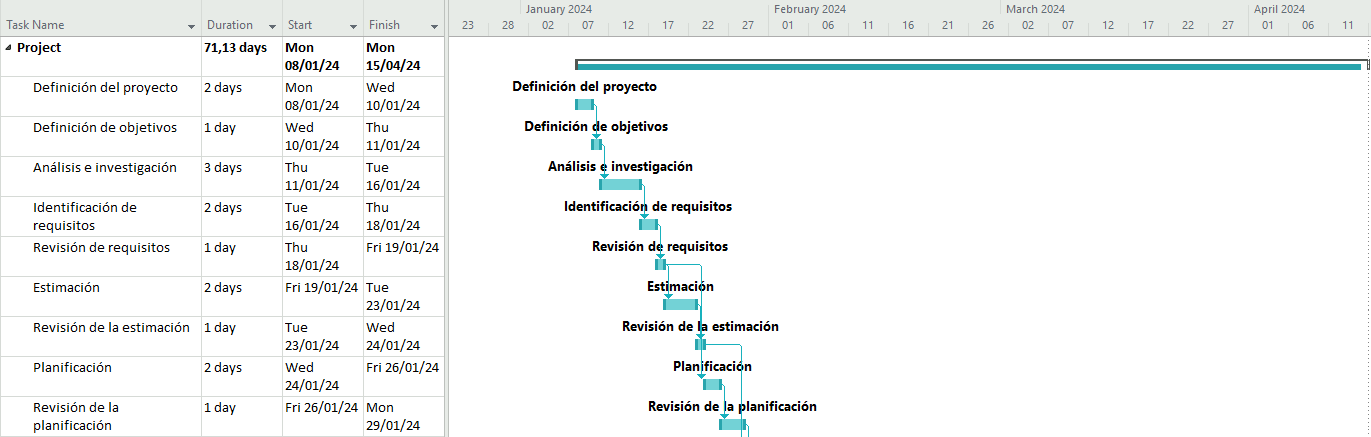 January 2024 February 2024 March 2024 April 2024
Task Name Duration Start Finish 23 28 02 07 12 17 22 27 01 06 11 16 21 26 02 07 12 17 22 27 01 06 11
Project 71,13 days Mon Mon
08/01/24 15/04/24
Definición del proyecto 2 days Mon Wed Definición del proyecto
08/01/24 10/01/24
Definición de objetivos 1 day Wed Thu Definición de objetivos
10/01/24 11/01/24
Análisis e investigación 3 days Thu Tue Análisis e investigación
11/01/24 16/01/24
Identificación de 2 days Tue Thu Identificación de requisitos
requisitos 16/01/24 18/01/24
Revisión de requisitos 1 day Thu Fri 19/01/24 Revisión de requisitos
18/01/24
Estimación 2 days Fri 19/01/24 Tue Estimación
23/01/24
Revisión de la estimación 1 day Tue Wed Revisión de la estimación
23/01/24 24/01/24
Planificación 2 days Wed Fri 26/01/24 Planificación
24/01/24
Revisión de la 1 day Fri 26/01/24 Mon Revisión de la planificación
planificación 29/01/24